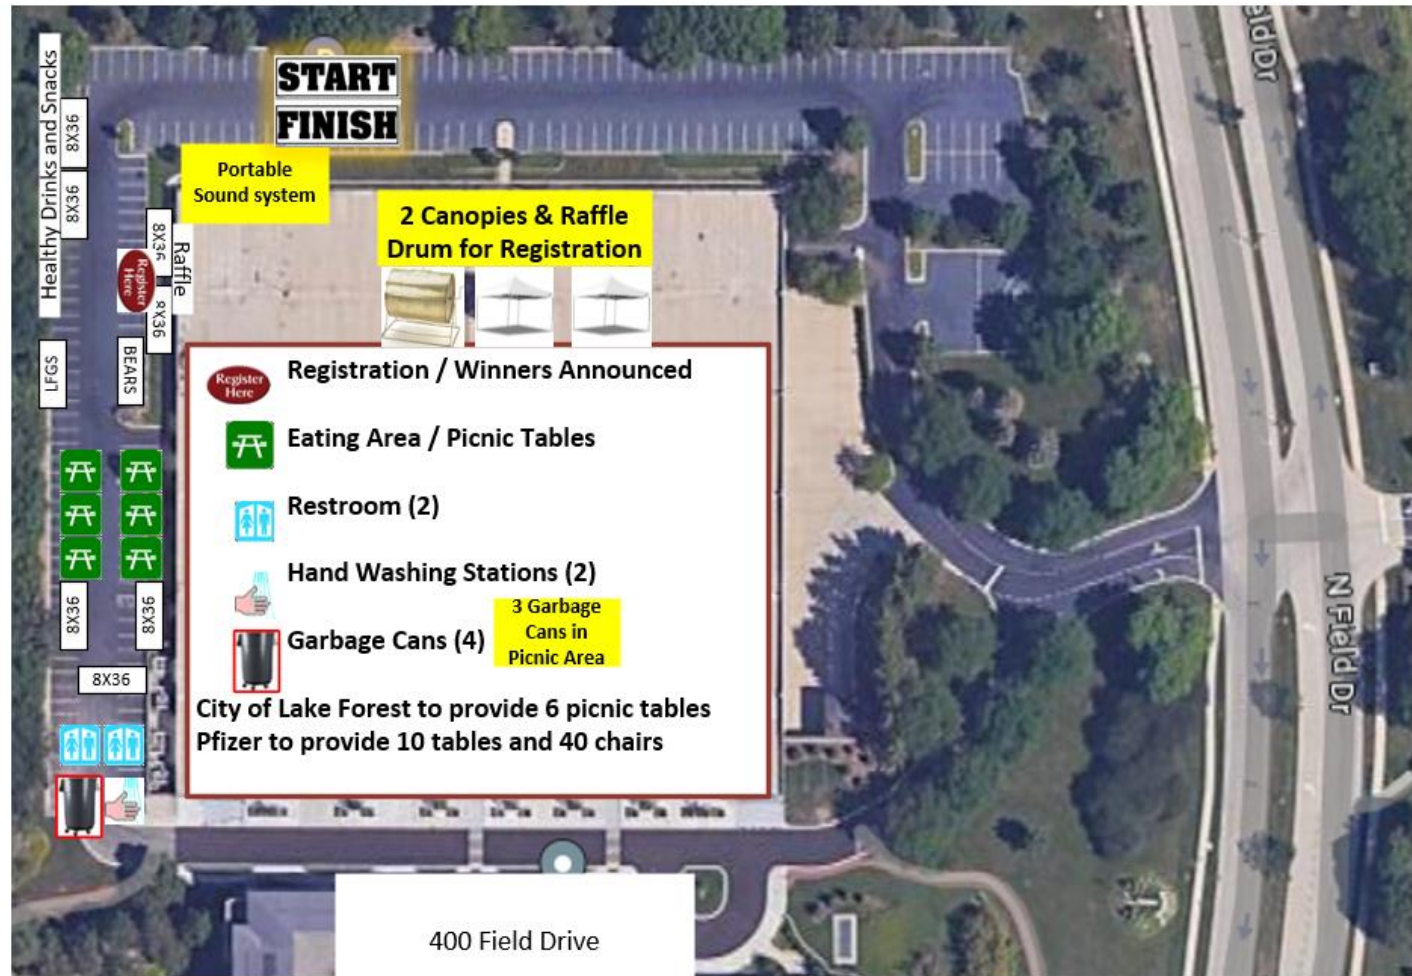 START
FINISH
Portable
Sound system
2 Canopies & Raffle
Drum for Registration
Healthy Drinks and Snacks
8X36
8X36
8X36
Raffle
Register
Here
8X36
LFGS
BEARS
Register
Here
Registration / Winners Announced
Eating Area / Picnic Tables
Restroom (2)
Hand Washing Stations (2)
Garbage Cans (4)
3 Garbage
Cans in
Picnic Area
City of Lake Forest to provide 6 picnic tables
Pfizer to provide 10 tables and 40 chairs
8X36
8X36
8X36
400 Field Drive
eld Dr
N Field Dr